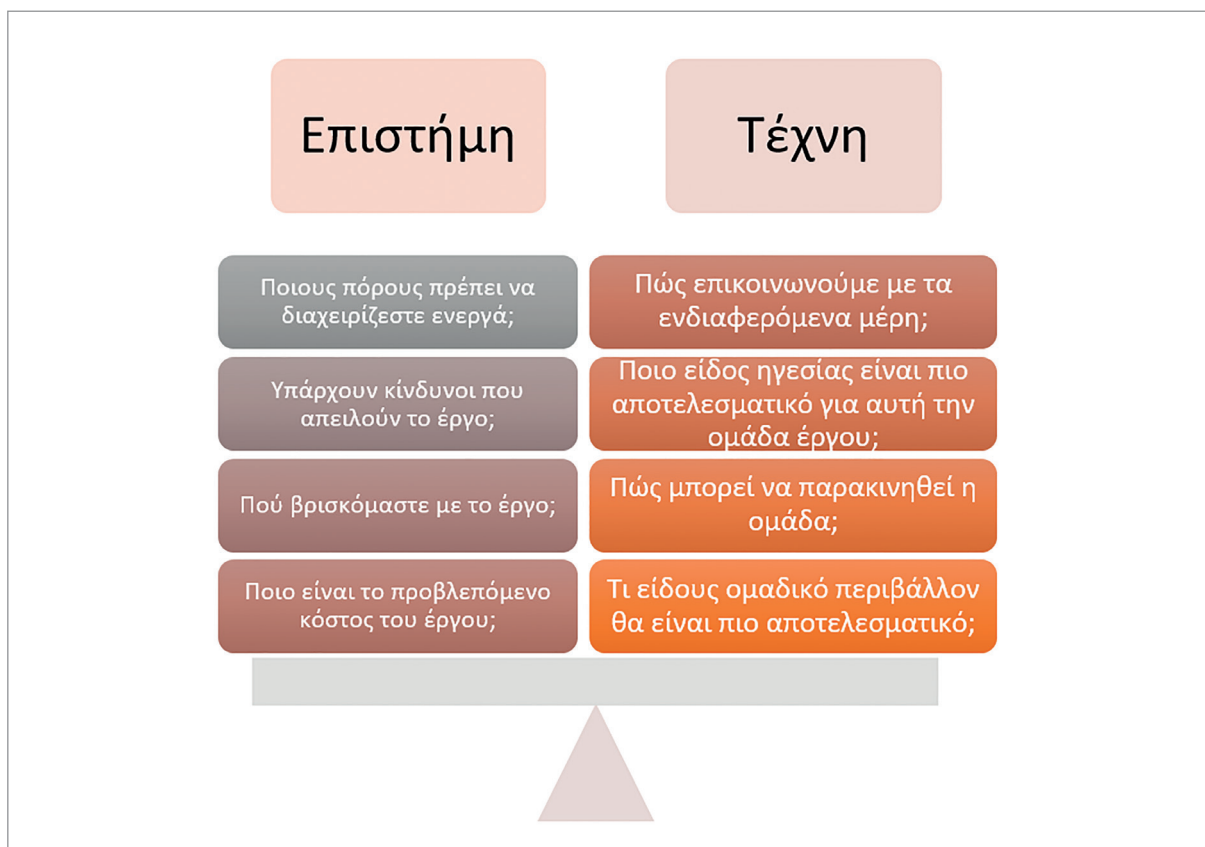 Επιστήμη
Τέχνη
Ποιους πόρους πρέπει να
διαχειρίζεστε ενεργά;
Πώς επικοινωνούμε με τα
ενδιαφερόμενα μέρη;
Υπάρχουν κίνδυνοι που
απειλούν το έργο;
Ποιο είδος ηγεσίας είναι πιο
αποτελεσματικό για αυτή την
ομάδα έργου;
Πού βρισκόμαστε με το έργο;
Πώς μπορεί να παρακινηθεί η
ομάδα;
Ποιο είναι το προβλεπόμενο
κόστος του έργου;
Τι είδους ομαδικό περιβάλλον
θα είναι πιο αποτελεσματικό;